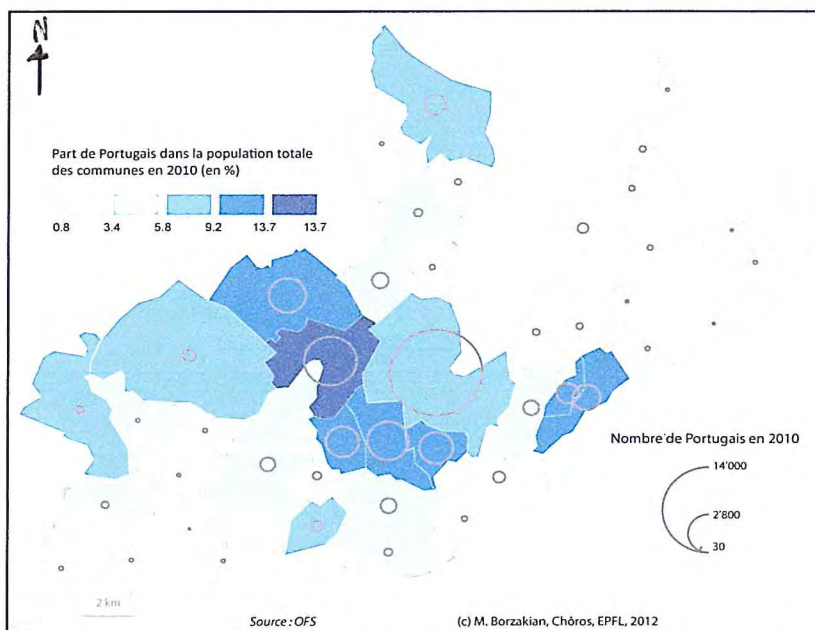 N
Part de Portugais dans la population totale
des communes en 2010 (en %)
0.8 3.4 5.8 9.2 13.7 13.7
Nombre de Portugais en 2010
14'000
2'800
30
2 km
Source : OFS
(c) M. Borzakian, Chôros, EPFL, 2012